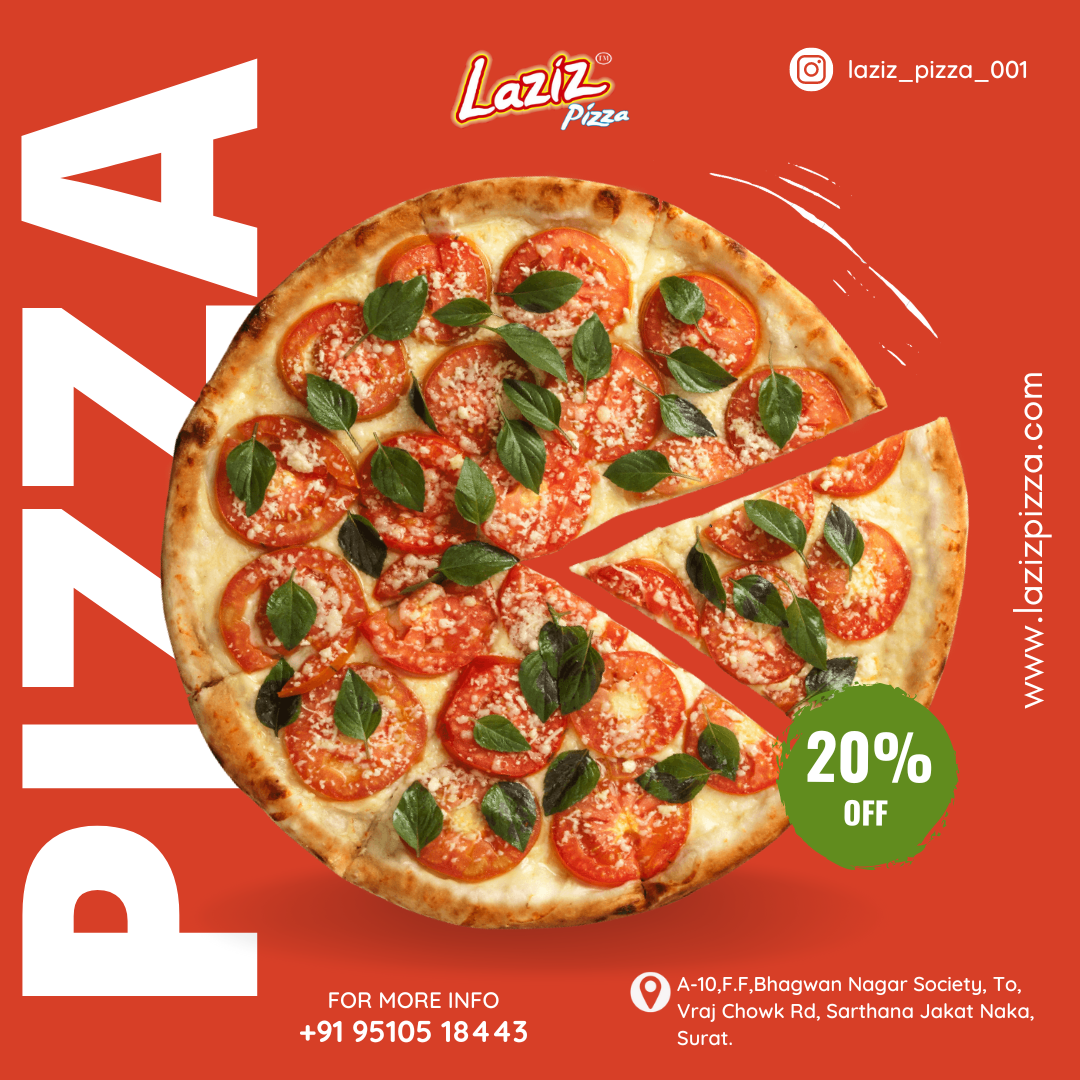 Laziz™
Pizza
laziz_pizza_001
PIZZA
www.lazizpizza.com
20%
OFF
FOR MORE INFO
+91 95105 18443
A-10,F.F,Bhagwan Nagar Society, To,
Vraj Chowk Rd, Sarthana Jakat Naka,
Surat.